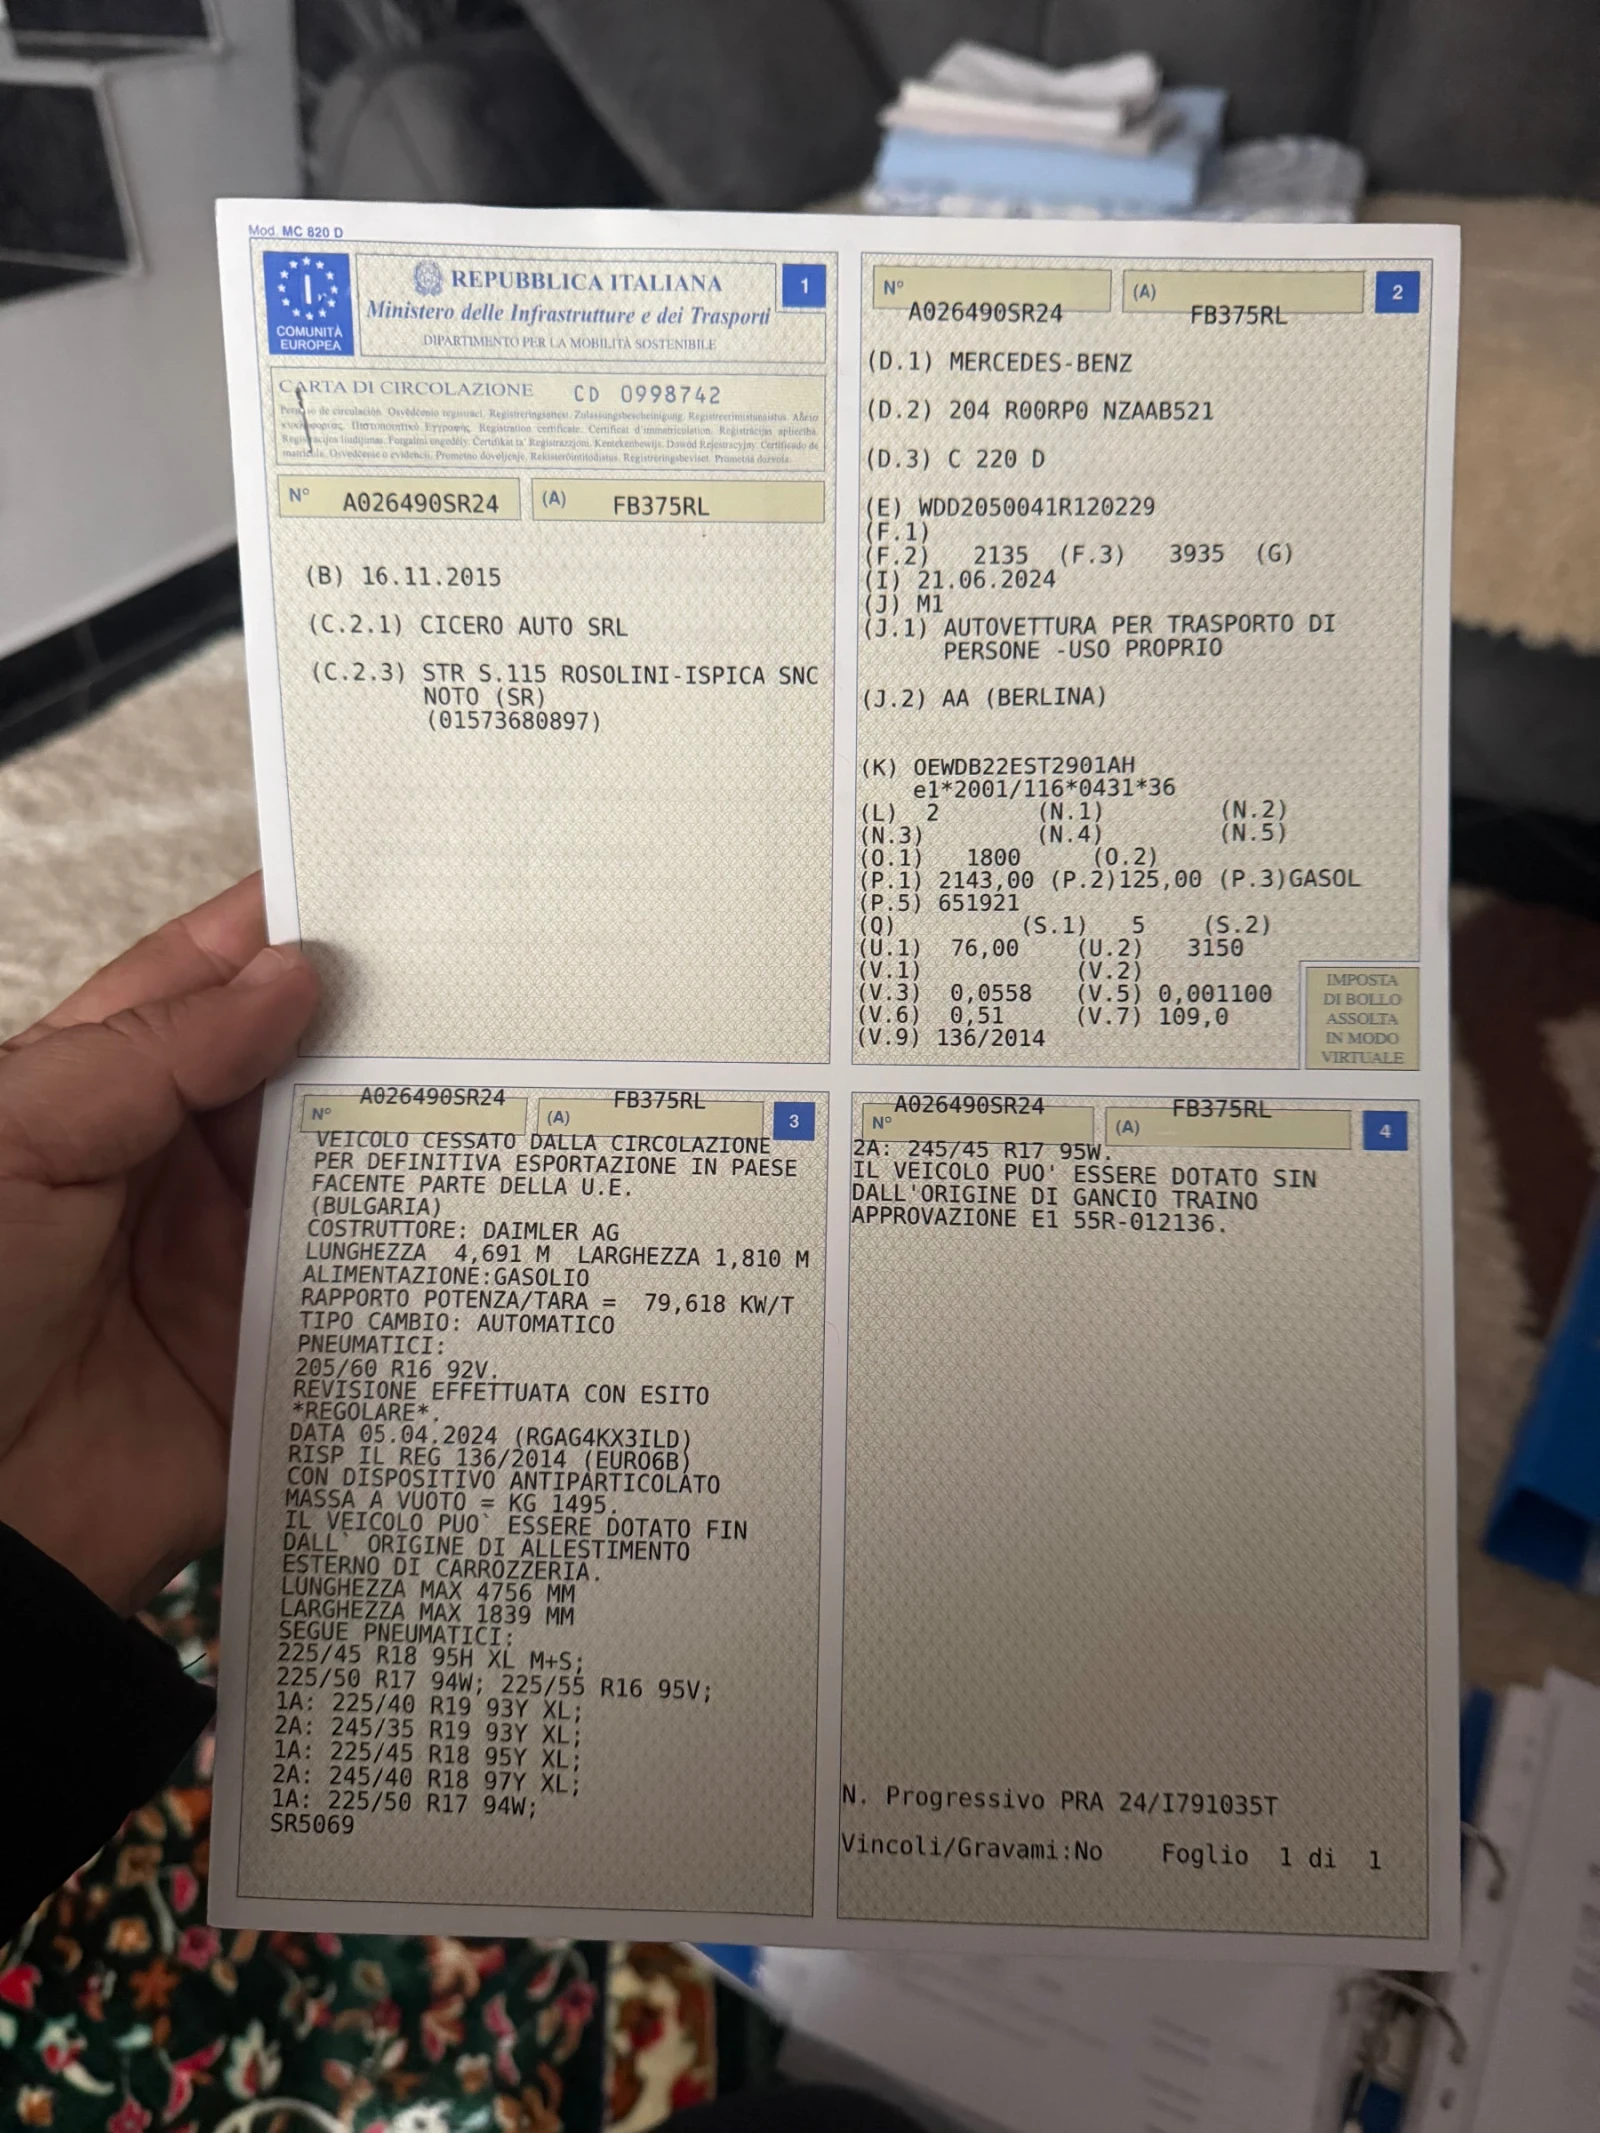 Mod. MC 820 D
COMUNITÀ
EUROPEA
REPUBBLICA ITALIANA
Ministero delle Infrastrutture e dei Trasporti
DIPARTIMENTO PER LA MOBILITÀ SOSTENIBILE
1
CARTA DI CIRCOLAZIONE CD 0998742
N° A026490SR24 (A) FB375RL
(B) 16.11.2015
(C.2.1) CICERO AUTO SRL
(C.2.3) STR S.115 ROSOLINI-ISPICA SNC
NOTO (SR)
(01573680897)
N° A026490SR24 (A) FB375RL 2
(D.1) MERCEDES-BENZ
(D.2) 204 R00RP0 NZAAB521
(D.3) C 220 D
(E) WDD2050041R120229
(F.1)
(F.2) 2135 (F.3) 3935 (G)
(I) 21.06.2024
(J) M1
(J.1) AUTOVETTURA PER TRASPORTO DI
PERSONE -USO PROPRIO
(J.2) AA (BERLINA)
(K) OEWDB22EST2901AH
e1*2001/116*0431*36
(L) 2 (N.1) (N.2)
(N.3) (N.4) (N.5)
(O.1) 1800 (O.2)
(P.1) 2143,00 (P.2)125,00 (P.3)GASOL
(P.5) 651921
(Q) (S.1) 5 (S.2)
(U.1) 76,00 (U.2) 3150
(V.1) (V.2)
(V.3) 0,0558 (V.5) 0,001100
(V.6) 0,51 (V.7) 109,0
(V.9) 136/2014
IMPOSTA
DI BOLLO
ASSOLTA
IN MODO
VIRTUALE
N° A026490SR24 (A) FB375RL 3
VEICOLO CESSATO DALLA CIRCOLAZIONE
PER DEFINITIVA ESPORTAZIONE IN PAESE
FACENTE PARTE DELLA U.E.
(BULGARIA)
COSTRUTTORE: DAIMLER AG
LUNGHEZZA 4,691 M LARGHEZZA 1,810 M
ALIMENTAZIONE:GASOLIO
RAPPORTO POTENZA/TARA = 79,618 KW/T
TIPO CAMBIO: AUTOMATICO
PNEUMATICI:
205/60 R16 92V.
REVISIONE EFFETTUATA CON ESITO
*REGOLARE*.
DATA 05.04.2024 (RGAG4KX3ILD)
RISP IL REG 136/2014 (EURO6B)
CON DISPOSITIVO ANTIPARTICOLATO
MASSA A VUOTO = KG 1495.
IL VEICOLO PUO` ESSERE DOTATO FIN
DALL` ORIGINE DI ALLESTIMENTO
ESTERNO DI CARROZZERIA.
LUNGHEZZA MAX 4756 MM
LARGHEZZA MAX 1839 MM
SEGUE PNEUMATICI:
225/45 R18 95H XL M+S;
225/50 R17 94W; 225/55 R16 95V;
1A: 225/40 R19 93Y XL;
2A: 245/35 R19 93Y XL;
1A: 225/45 R18 95Y XL;
2A: 245/40 R18 97Y XL;
1A: 225/50 R17 94W;
SR5069
N° A026490SR24 (A) FB375RL 4
2A: 245/45 R17 95W.
IL VEICOLO PUO' ESSERE DOTATO SIN
DALL'ORIGINE DI GANCIO TRAINO
APPROVAZIONE E1 55R-012136.
N. Progressivo PRA 24/I791035T
Vincoli/Gravami:No Foglio 1 di 1